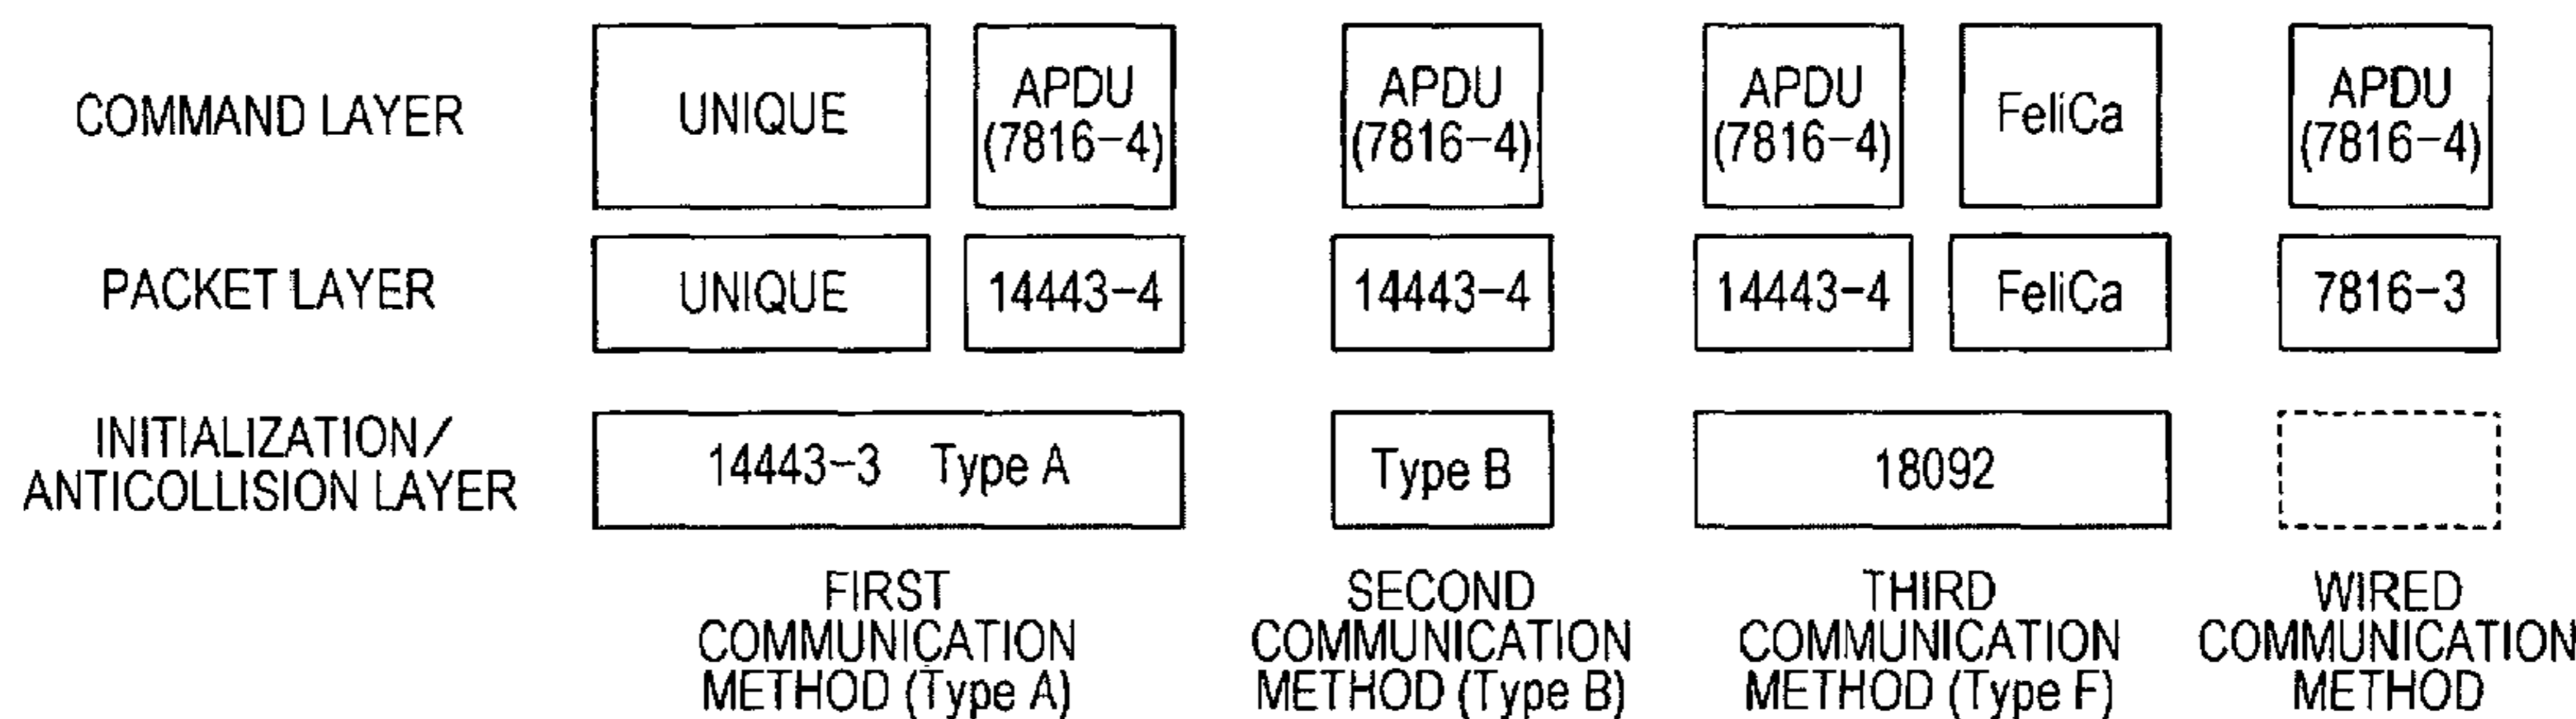 COMMAND LAYER
UNIQUE
APDU
(7816-4)
APDU
(7816-4)
APDU
(7816-4)
FeliCa
APDU
(7816-4)
PACKET LAYER
UNIQUE
14443-4
14443-4
14443-4
FeliCa
7816-3
INITIALIZATION/
ANTICOLLISION LAYER
14443-3 Type A
Type B
18092
FIRST
COMMUNICATION
METHOD (Type A)
SECOND
COMMUNICATION
METHOD (Type B)
THIRD
COMMUNICATION
METHOD (Type F)
WIRED
COMMUNICATION
METHOD